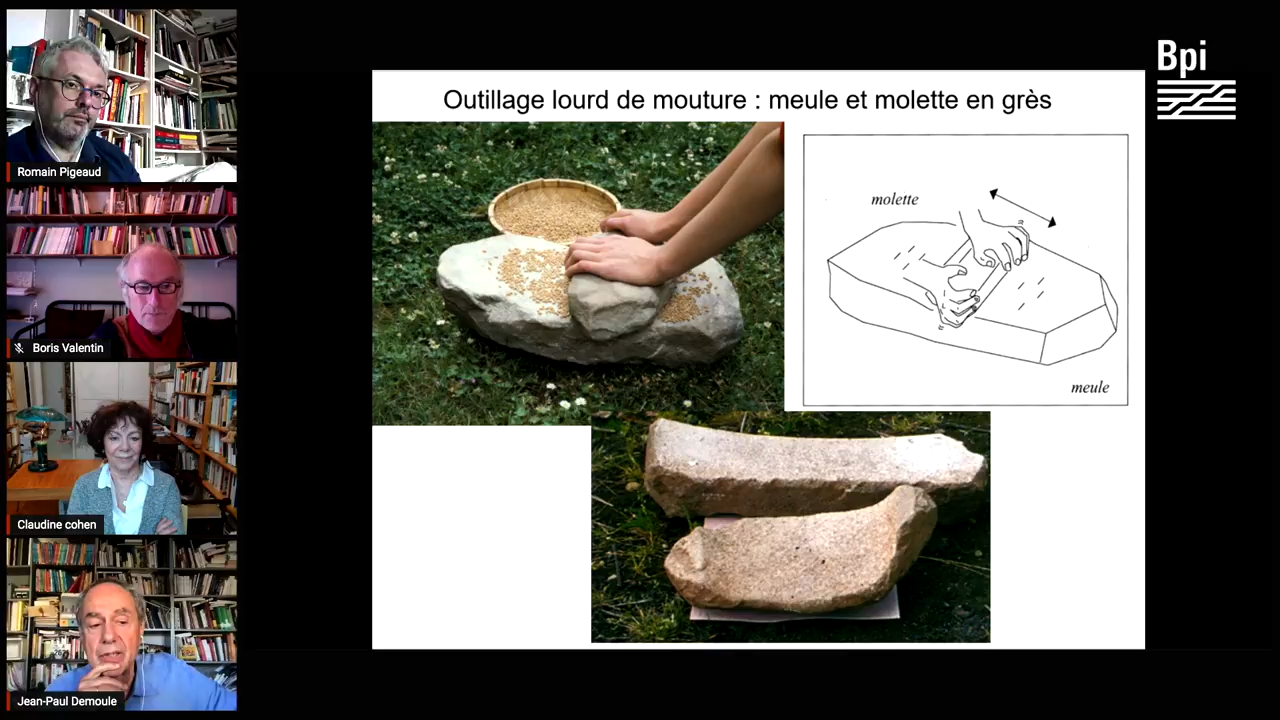 Romain Pigeaud
Boris Valentin
Claudine cohen
Jean-Paul Demoule
Outillage lourd de mouture : meule et molette en grès
molette
meule
Bpi